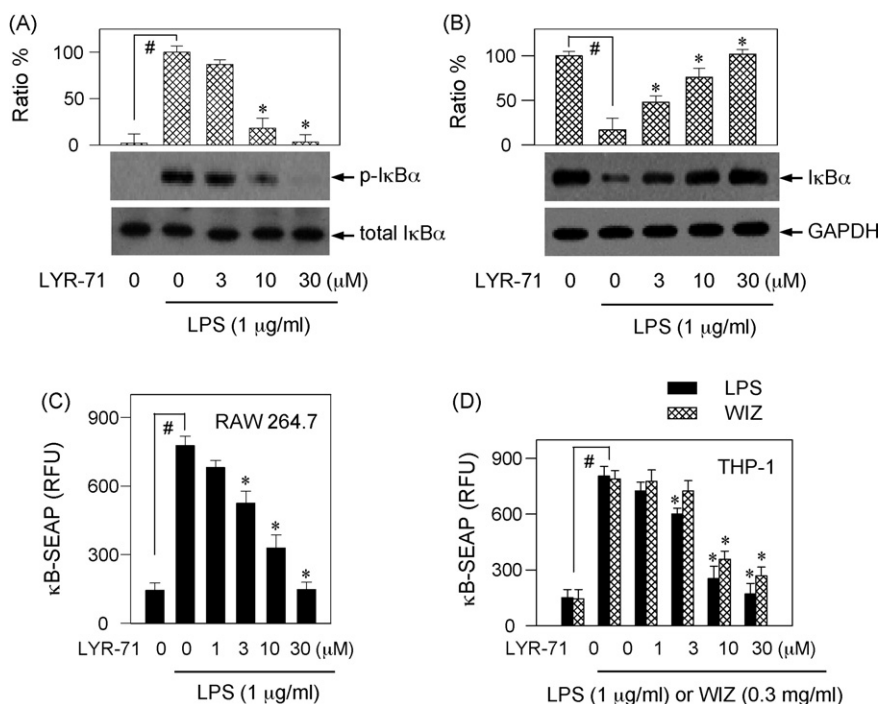 (A)
Ratio %
100
50
0
#
*
*
p-IκBα
total IκBα
LYR-71 0 0 3 10 30 (μM)
LPS (1 μg/ml)
(B)
Ratio %
100
50
0
#
*
*
*
IκBα
GAPDH
LYR-71 0 0 3 10 30 (μM)
LPS (1 μg/ml)
(C)
κB-SEAP (RFU)
900
600
300
0
#
RAW 264.7
*
*
*
LYR-71 0 0 1 3 10 30 (μM)
LPS (1 μg/ml)
(D)
LPS
WIZ
κB-SEAP (RFU)
900
600
300
0
#
THP-1
*
*
*
*
*
LYR-71 0 0 1 3 10 30 (μM)
LPS (1 μg/ml) or WIZ (0.3 mg/ml)